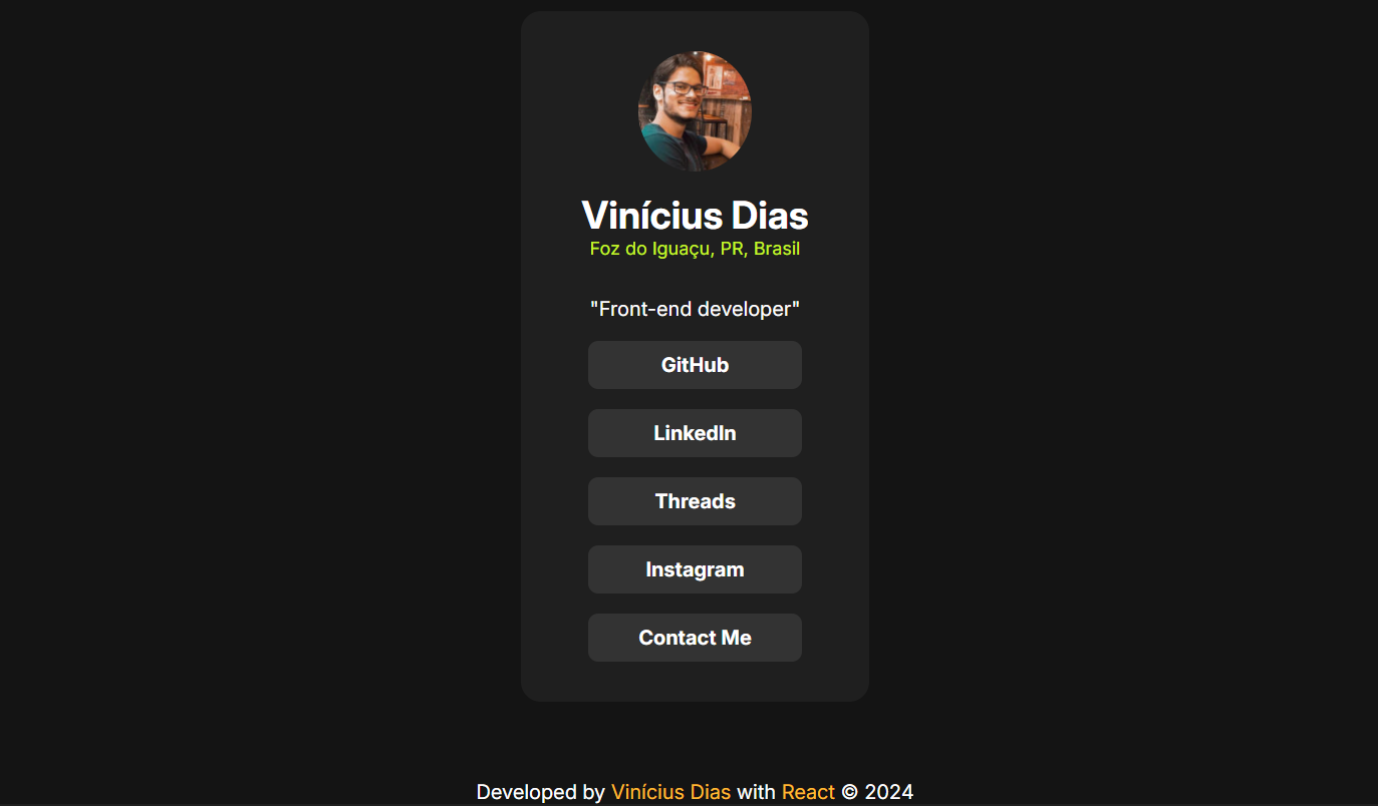 Vinícius Dias
Foz do Iguaçu, PR, Brasil
"Front-end developer"
GitHub
LinkedIn
Threads
Instagram
Contact Me
Developed by Vinícius Dias with React © 2024